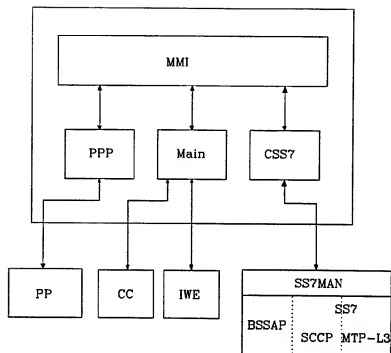 MMI
PPP
Main
CSS7
PP
CC
IWE
SS7MAN
SS7
BSSAP
SCCP
MTP-L3